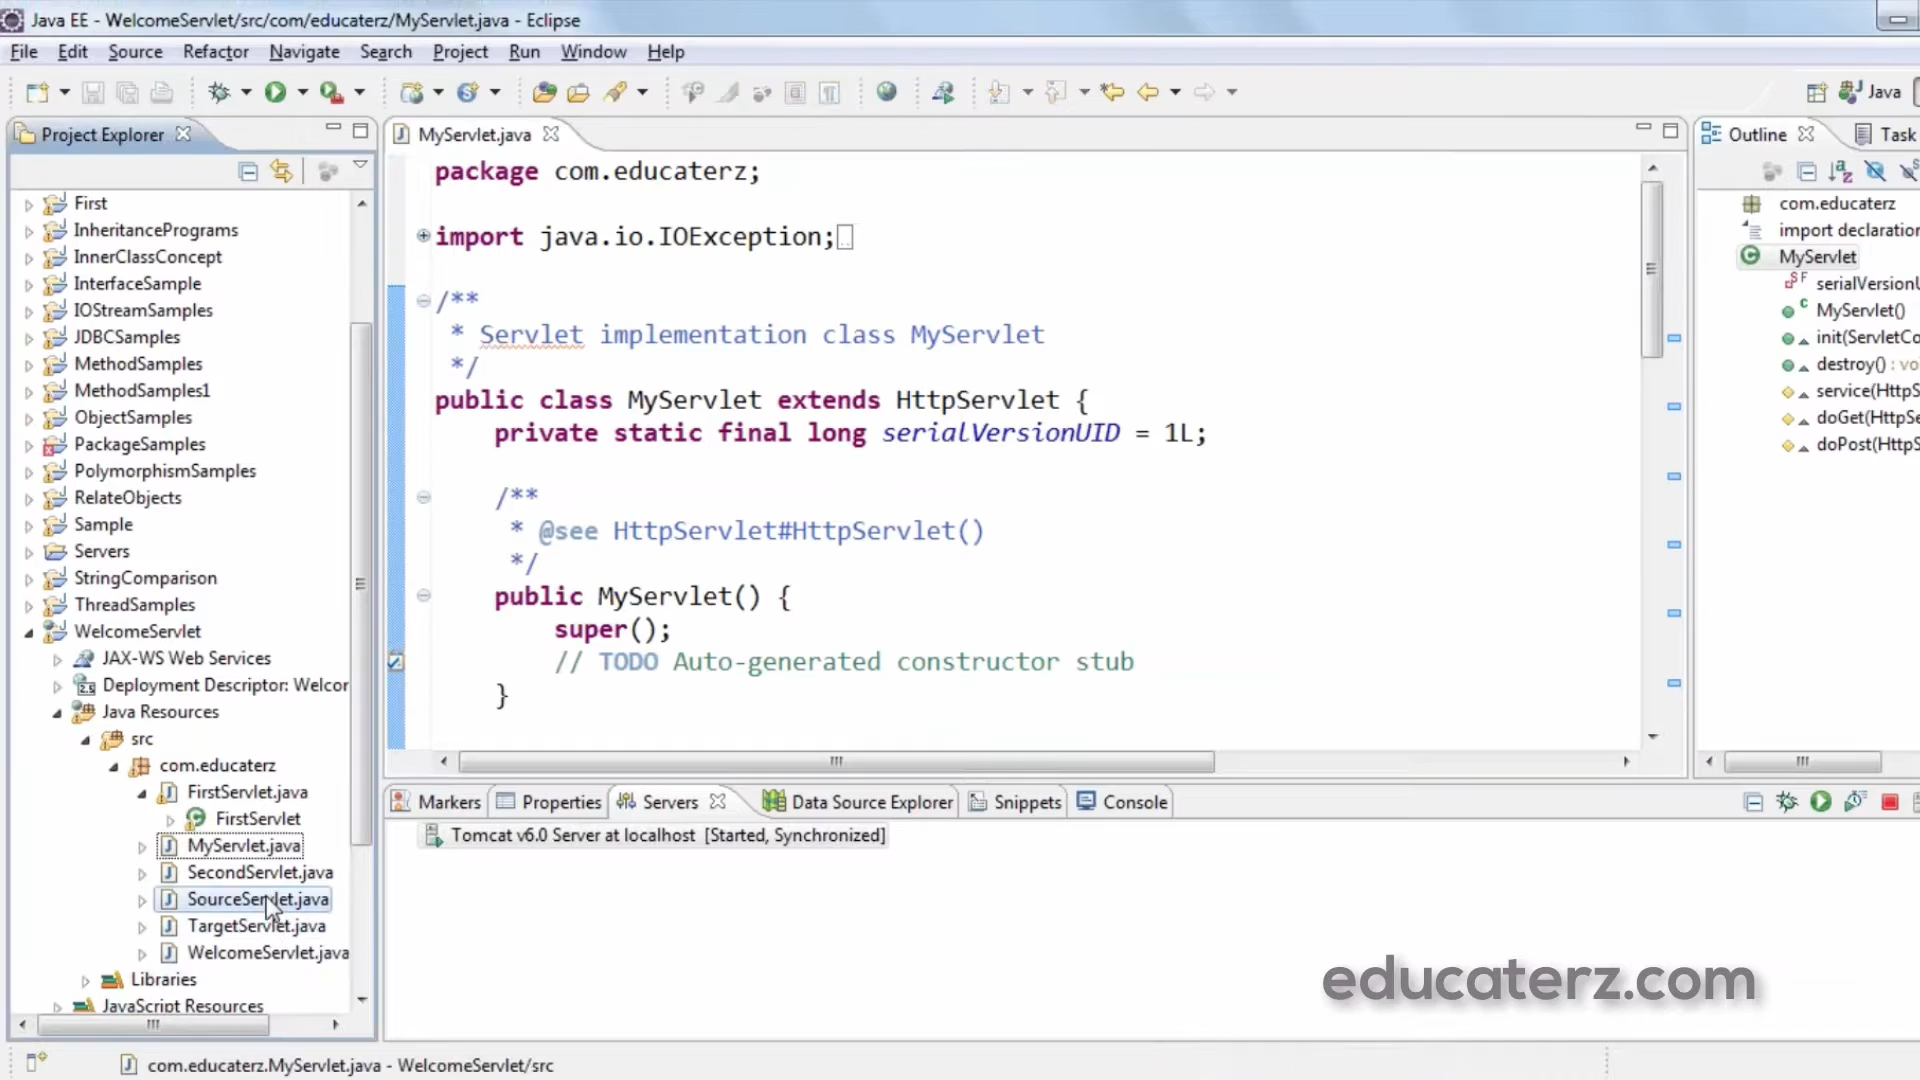 Java EE - WelcomeServlet/src/com/educaterz/MyServlet.java - Eclipse
File Edit Source Refactor Navigate Search Project Run Window Help
Java
Project Explorer
First
InheritancePrograms
InnerClassConcept
InterfaceSample
IOStreamSamples
JDBCSamples
MethodSamples
MethodSamples1
ObjectSamples
PackageSamples
PolymorphismSamples
RelateObjects
Sample
Servers
StringComparison
ThreadSamples
WelcomeServlet
JAX-WS Web Services
Deployment Descriptor: Welcor
Java Resources
src
com.educaterz
FirstServlet.java
FirstServlet
MyServlet.java
SecondServlet.java
SourceServlet.java
TargetServlet.java
WelcomeServlet.java
Libraries
JavaScript Resources
MyServlet.java
package com.educaterz;
import java.io.IOException;
/**
* Servlet implementation class MyServlet
*/
public class MyServlet extends HttpServlet {
private static final long serialVersionUID = 1L;
/**
* @see HttpServlet#HttpServlet()
*/
public MyServlet() {
super();
// TODO Auto-generated constructor stub
}
Outline Task
com.educaterz
import declaration
MyServlet
serialVersionU
MyServlet()
init(ServletCo
destroy() : vo
service(HttpS
doGet(HttpSe
doPost(HttpS
Markers Properties Servers Data Source Explorer Snippets Console
Tomcat v6.0 Server at localhost [Started, Synchronized]
educaterz.com
com.educaterz.MyServlet.java - WelcomeServlet/src